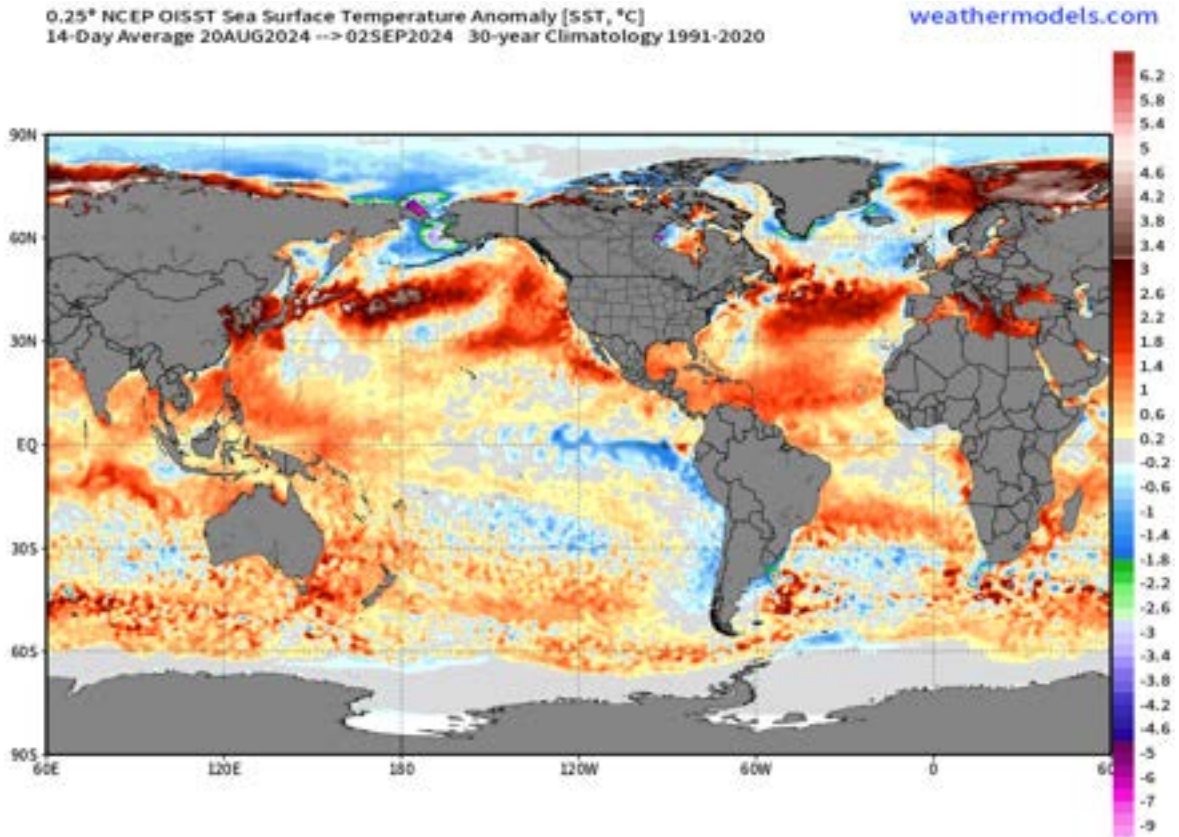 0.25° NCEP OISST Sea Surface Temperature Anomaly [SST, °C]
weathermodels.com
14-Day Average 20AUG2024 --> 02SEP2024 30-year Climatology 1991-2020
6.2
5.8
5.4
5
4.6
4.2
3.8
3.4
3
2.6
2.2
1.8
1.4
1
0.6
0.2
-0.2
-0.6
-1
-1.4
-1.8
-2.2
-2.6
-3
-3.4
-3.8
-4.2
-4.6
-5
-6
-7
-9
90N
60N
30N
EQ
30S
60S
90S
60E
120E
180
120W
60W
0
60